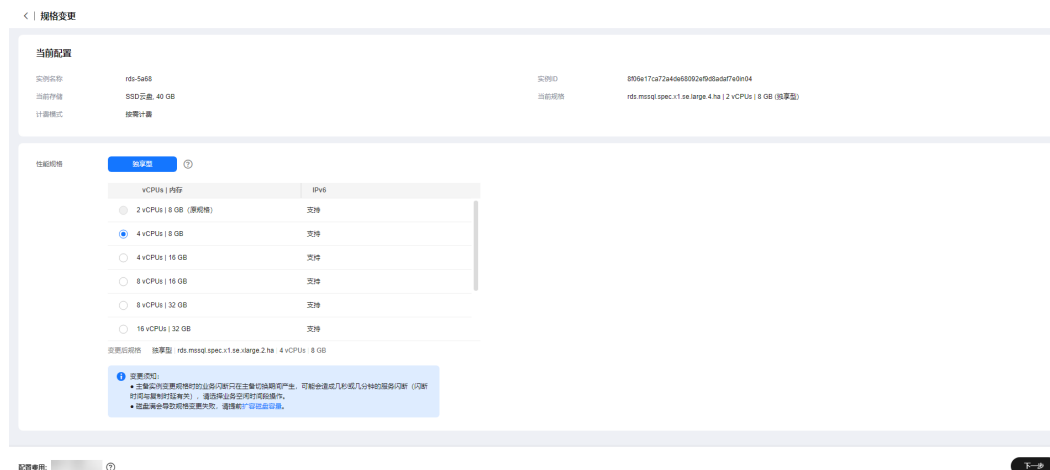 规格变更
当前配置
实例名称 rds-5a68 实例ID 8f06e17ca72a4de68092ef9d8adaf7e0in04
当前存储 SSD云盘, 40 GB 当前规格 rds.mssql.spec.x1.se.large.4.ha | 2 vCPUs | 8 GB (独享型)
计费模式 按需计费
性能规格 独享型
vCPUs | 内存 IPv6
2 vCPUs | 8 GB（原规格） 支持
4 vCPUs | 8 GB 支持
4 vCPUs | 16 GB 支持
8 vCPUs | 16 GB 支持
8 vCPUs | 32 GB 支持
16 vCPUs | 32 GB 支持
变更后规格 独享型 | rds.mssql.spec.x1.se.xlarge.2.ha | 4 vCPUs | 8 GB
变更须知:
● 主备实例变更规格时的业务闪断只在主备切换期间产生，可能会造成几秒或几分钟的服务闪断（闪断
时间与复制时延有关），请选择业务空闲时间段操作。
● 磁盘满会导致规格变更失败，请提前扩容磁盘容量。
配置费用:
下一步